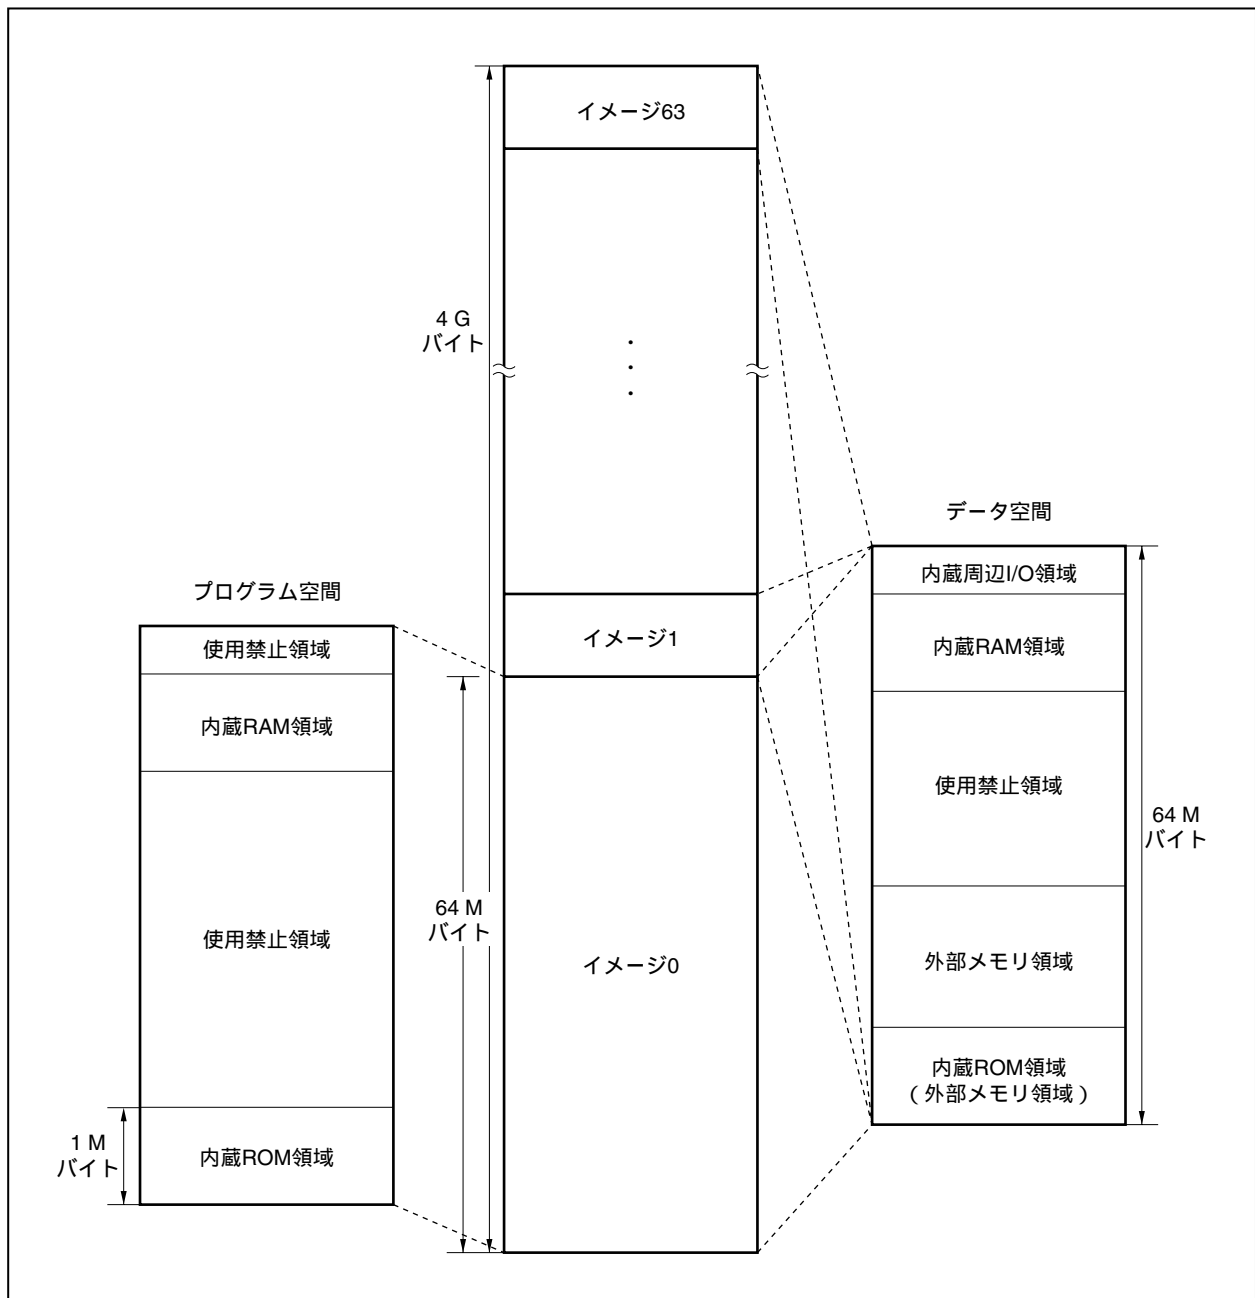 イメージ63
4 G
バイト
・
・
・
データ空間
内蔵周辺I/O領域
プログラム空間
イメージ1
使用禁止領域
内蔵RAM領域
内蔵RAM領域
使用禁止領域
64 M
バイト
使用禁止領域
64 M
バイト
イメージ0
外部メモリ領域
内蔵ROM領域
(外部メモリ領域)
1 M
バイト
内蔵ROM領域